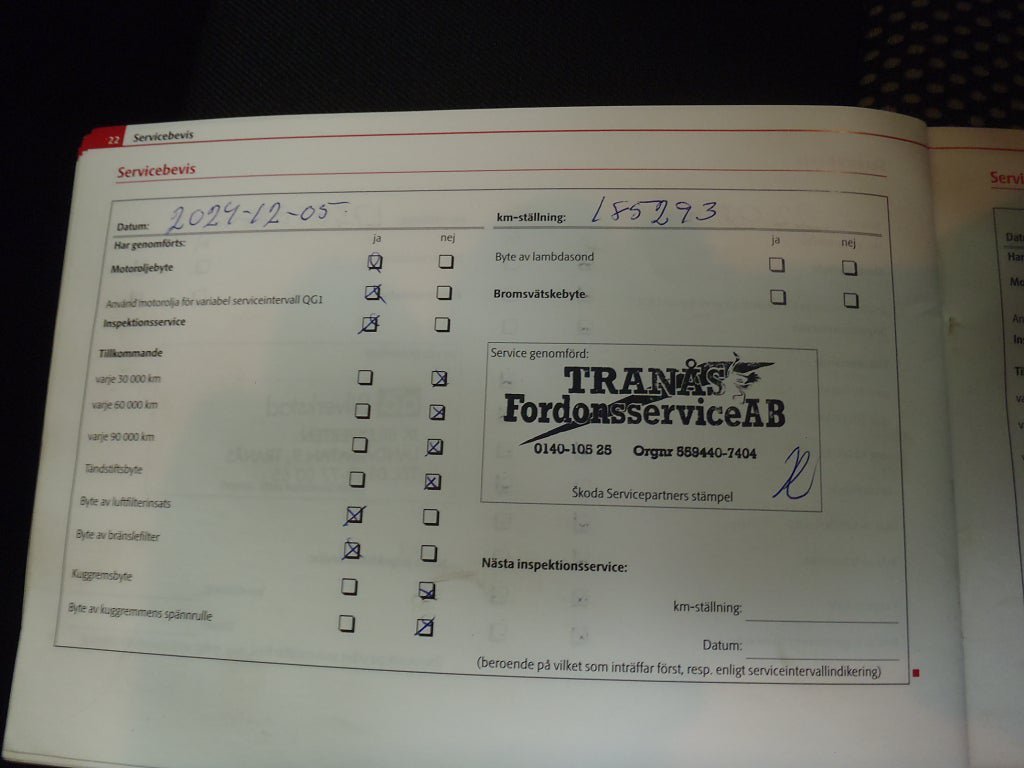 22 Servicebevis
Servicebevis
Datum: 2024-12-05
Har genomförts: ja nej
Motoroljebyte
Använd motorolja för variabel serviceintervall QG1
Inspektionsservice
Tillkommande
varje 30 000 km
varje 60 000 km
varje 90 000 km
Tändstiftsbyte
Byte av luftfilterinsats
Byte av bränslefilter
Kuggremsbyte
Byte av kuggremmens spännrulle
km-ställning: 185293
ja nej
Byte av lambdasond
Bromsvätskebyte
Service genomförd:
TRANÅS
FordonsserviceAB
0140-105 25 Orgnr 559440-7404
Škoda Servicepartners stämpel
Nästa inspektionsservice:
km-ställning:
Datum:
(beroende på vilket som inträffar först, resp. enligt serviceintervallindikering)